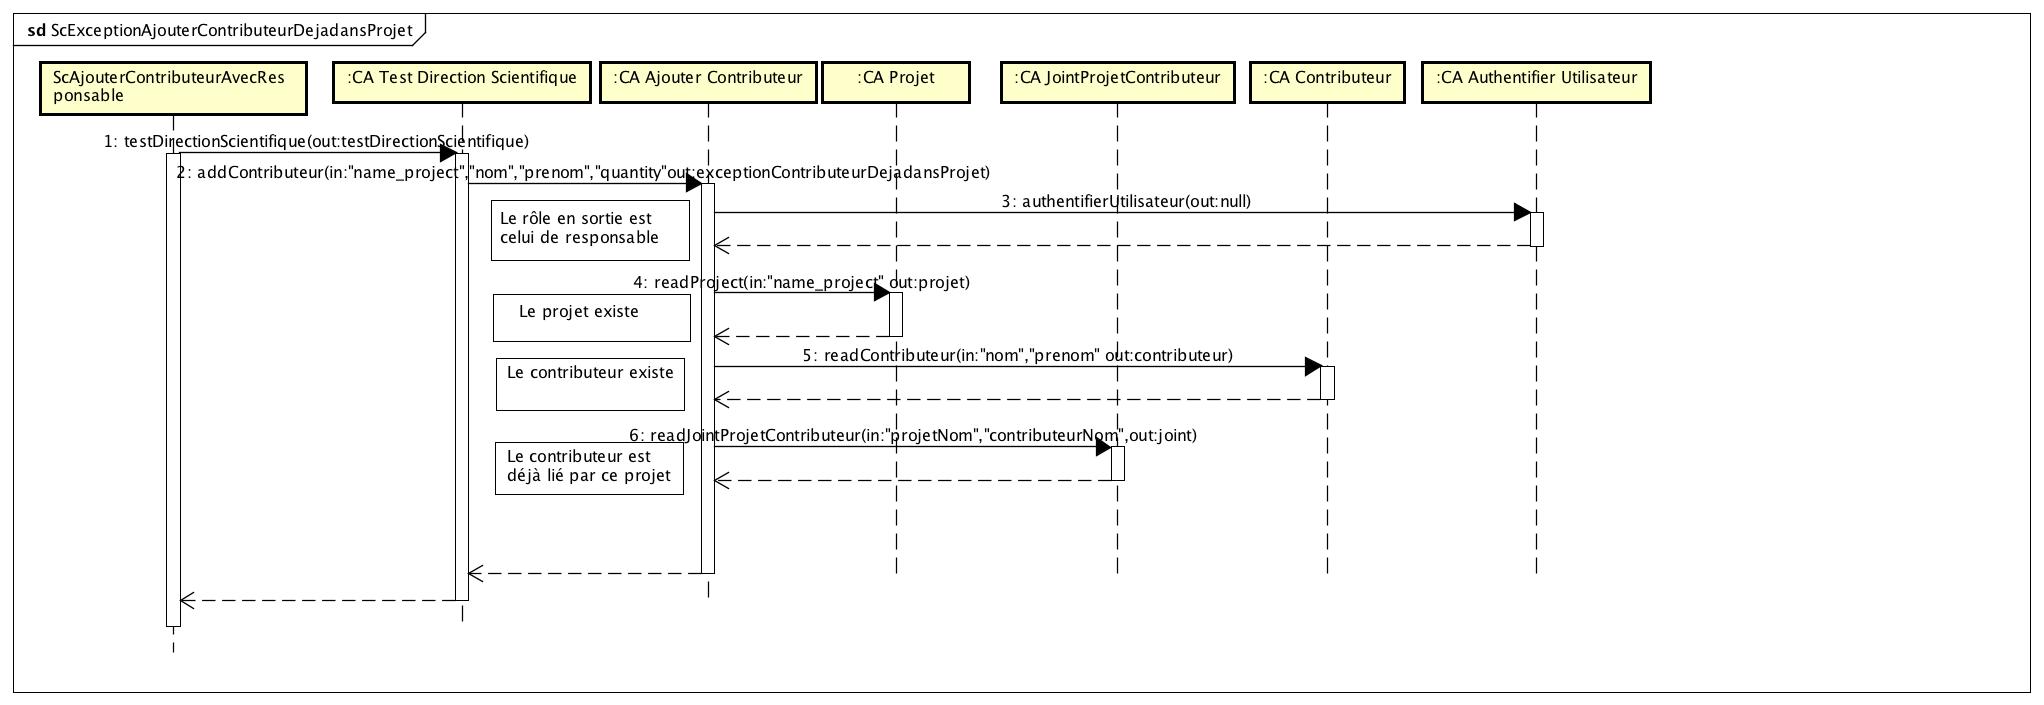 sd ScExceptionAjouterContributeurDejadansProjet
ScAjouterContributeurAvecRes
ponsable
:CA Test Direction Scientifique
:CA Ajouter Contributeur
:CA Projet
:CA JointProjetContributeur
:CA Contributeur
:CA Authentifier Utilisateur
1: testDirectionScientifique(out:testDirectionScientifique)
2: addContributeur(in:"name_project","nom","prenom","quantity"out:exceptionContributeurDejadansProjet)
3: authentifierUtilisateur(out:null)
Le rôle en sortie est
celui de responsable
4: readProject(in:"name_project" out:projet)
Le projet existe
5: readContributeur(in:"nom","prenom" out:contributeur)
Le contributeur existe
6: readJointProjetContributeur(in:"projetNom","contributeurNom",out:joint)
Le contributeur est
déjà lié par ce projet